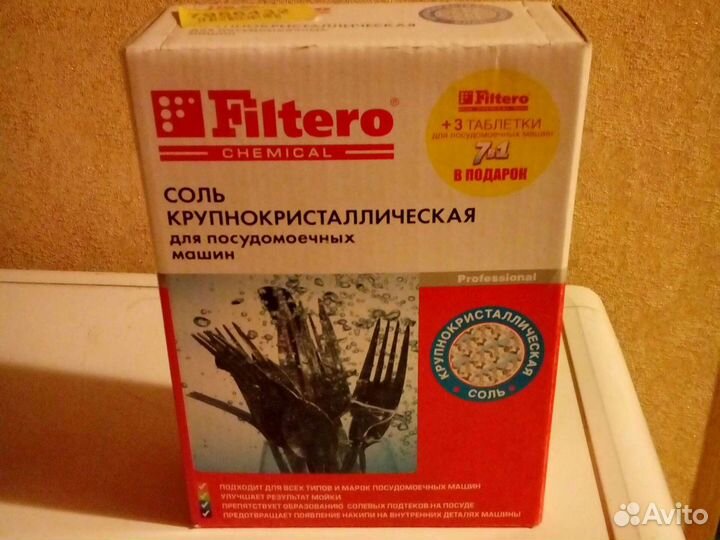 КРУПНОКРИСТАЛЛИЧЕСКАЯ
Filtero®
CHEMICAL
Filtero
+ 3 ТАБЛЕТКИ
для посудомоечных машин
7в1
В ПОДАРОК
СОЛЬ
КРУПНОКРИСТАЛЛИЧЕСКАЯ
для посудомоечных
машин
Professional
КРУПНОКРИСТАЛЛИЧЕСКАЯ
СОЛЬ
ПОДХОДИТ ДЛЯ ВСЕХ ТИПОВ И МАРОК ПОСУДОМОЕЧНЫХ МАШИН
УЛУЧШАЕТ РЕЗУЛЬТАТ МОЙКИ
ПРЕПЯТСТВУЕТ ОБРАЗОВАНИЮ СОЛЕВЫХ ПОДТЕКОВ НА ПОСУДЕ
ПРЕДОТВРАЩАЕТ ПОЯВЛЕНИЕ НАКИПИ НА ВНУТРЕННИХ ДЕТАЛЯХ МАШИНЫ
Avito